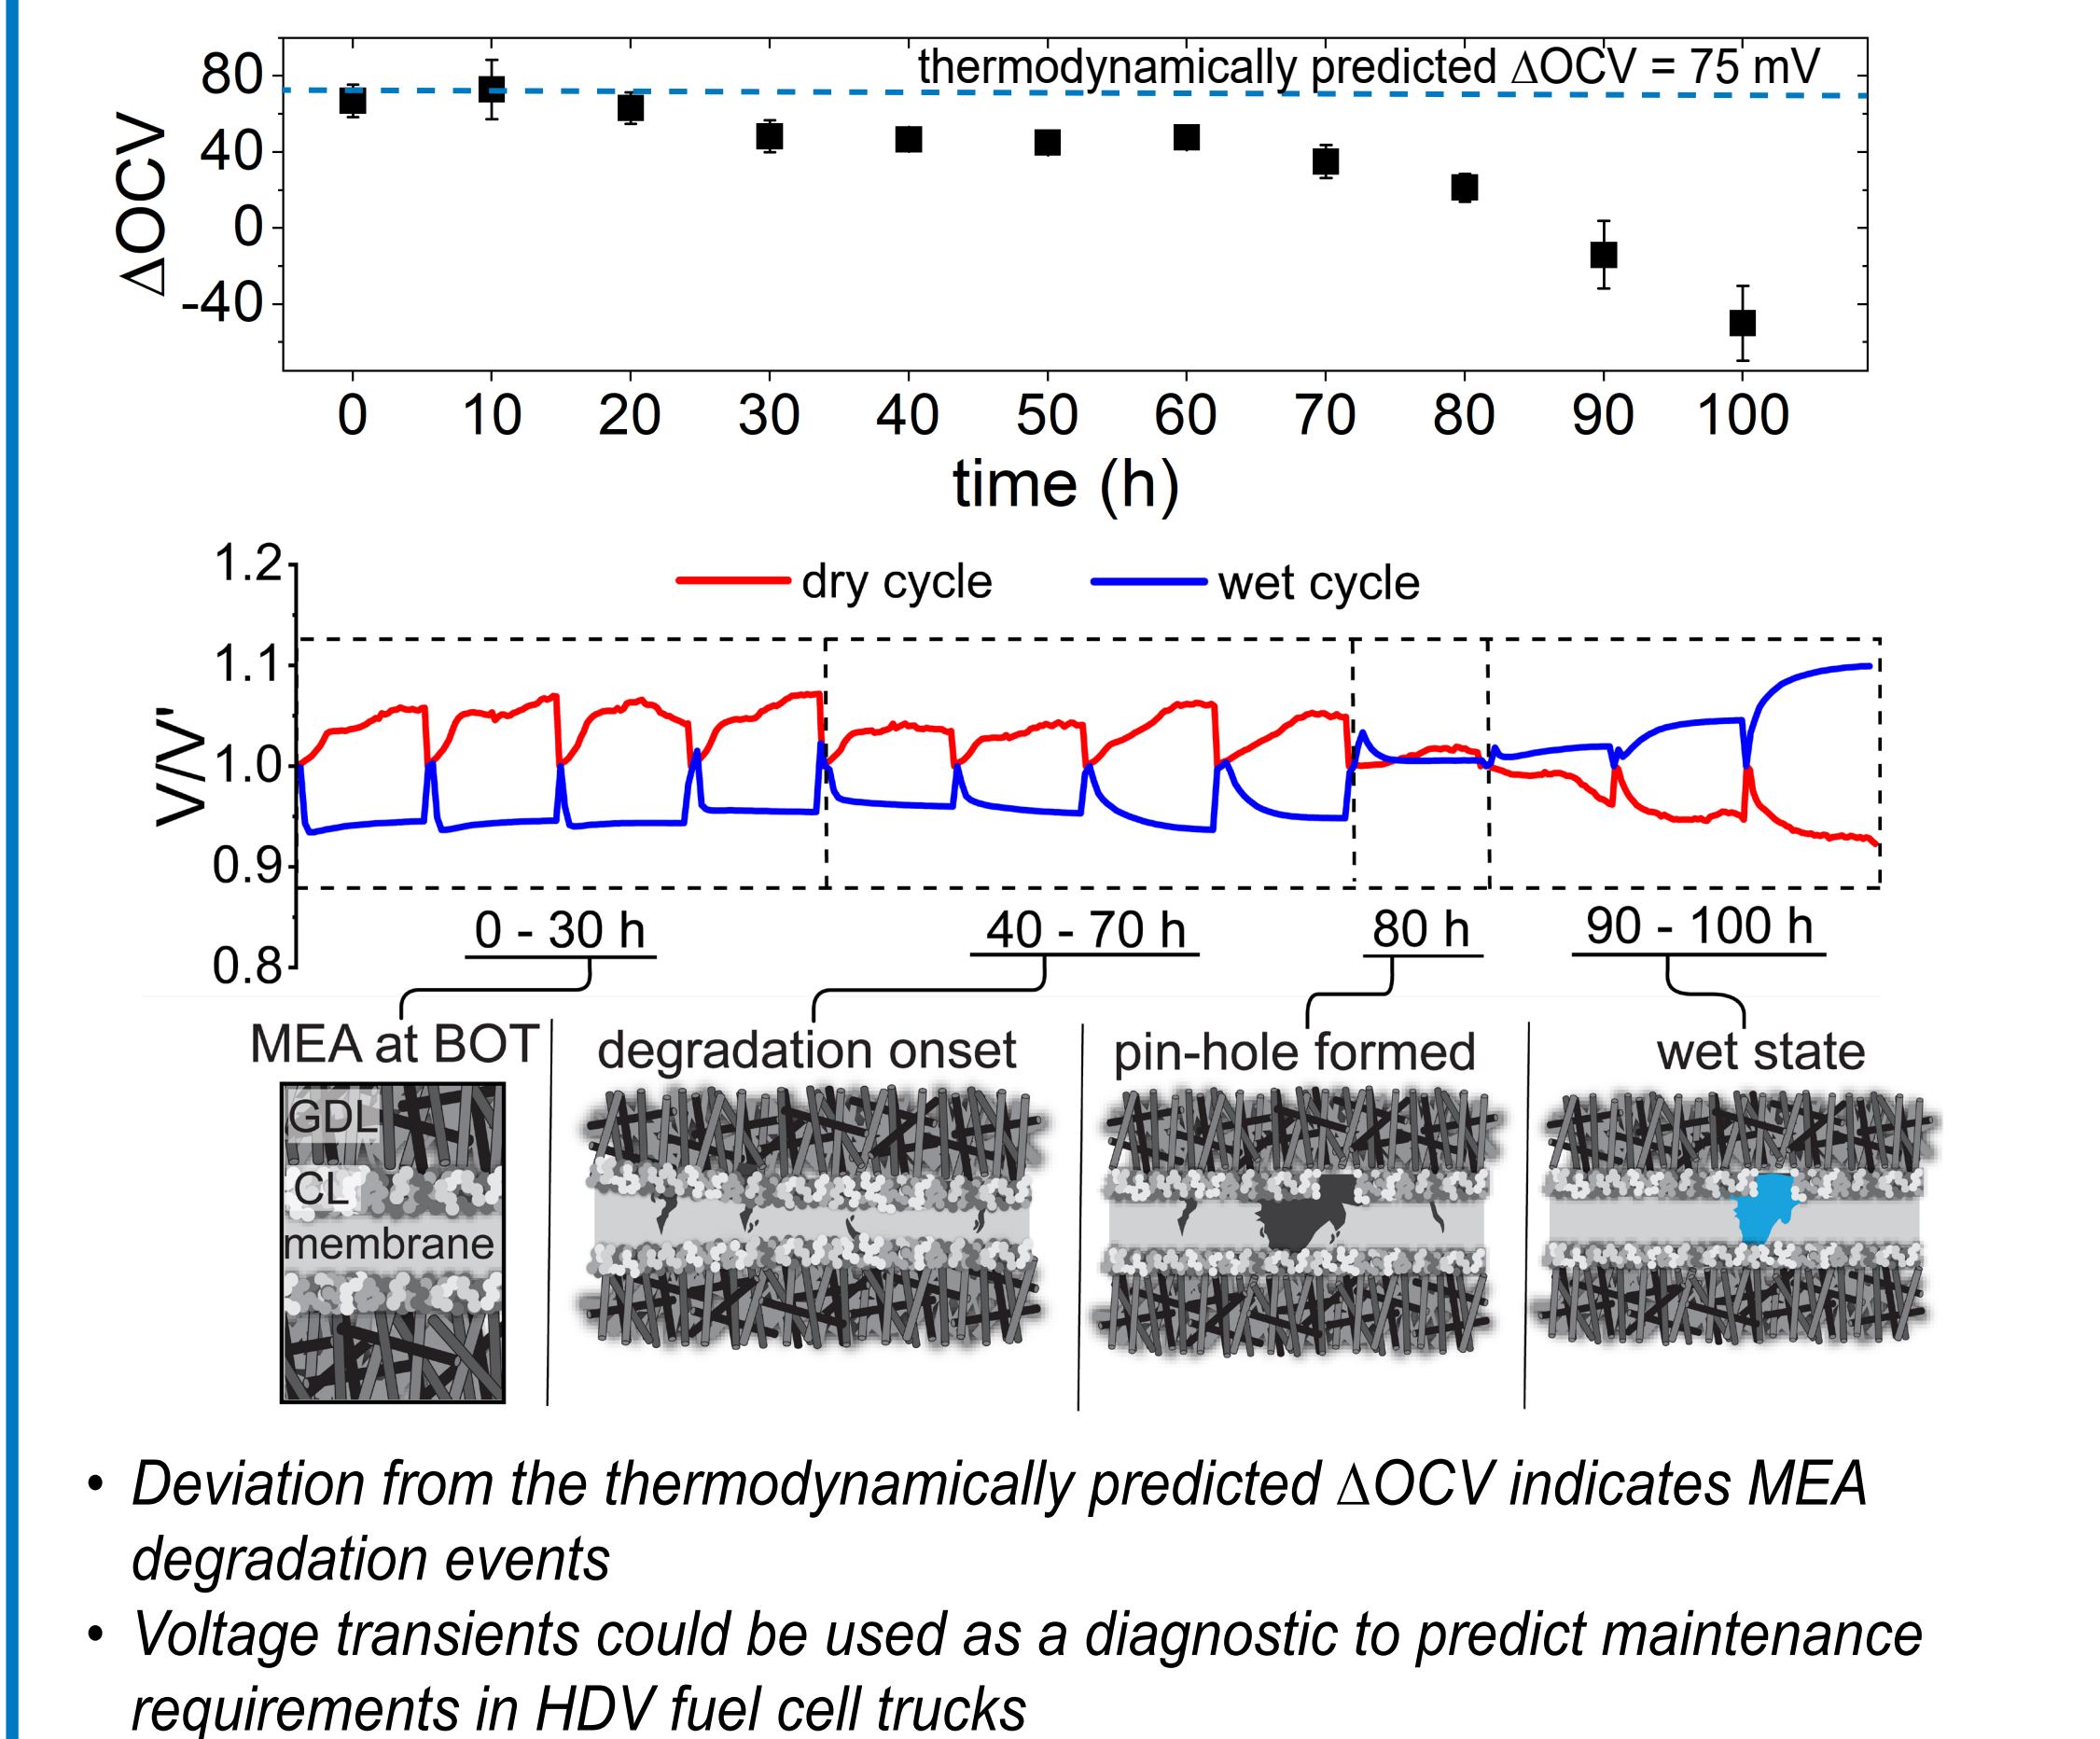 thermodynamically predicted ΔOCV = 75 mV
80
40
0
-40
ΔOCV
0 10 20 30 40 50 60 70 80 90 100
time (h)
1.2
1.1
1.0
0.9
0.8
V/V'
dry cycle wet cycle
0 - 30 h 40 - 70 h 80 h 90 - 100 h
MEA at BOT degradation onset pin-hole formed wet state
GDL
CL
membrane
• Deviation from the thermodynamically predicted ΔOCV indicates MEA
degradation events
• Voltage transients could be used as a diagnostic to predict maintenance
requirements in HDV fuel cell trucks